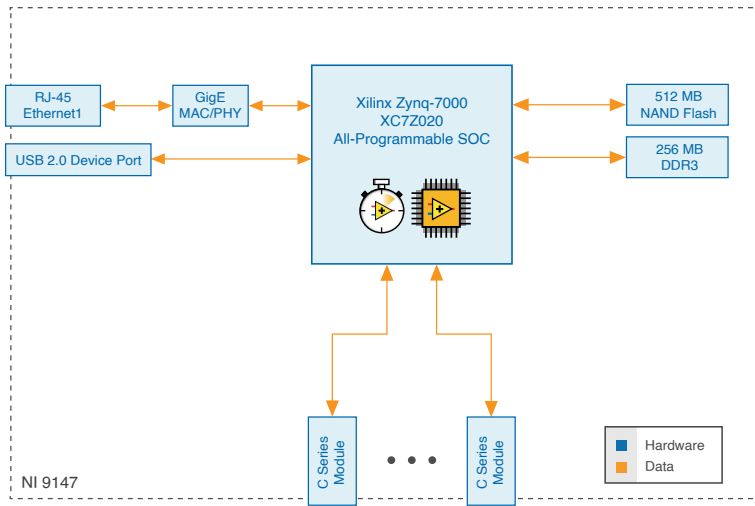 RJ-45
Ethernet1
GigE
MAC/PHY
Xilinx Zynq-7000
XC7Z020
All-Programmable SOC
512 MB
NAND Flash
USB 2.0 Device Port
256 MB
DDR3
C Series
Module
C Series
Module
Hardware
Data
NI 9147